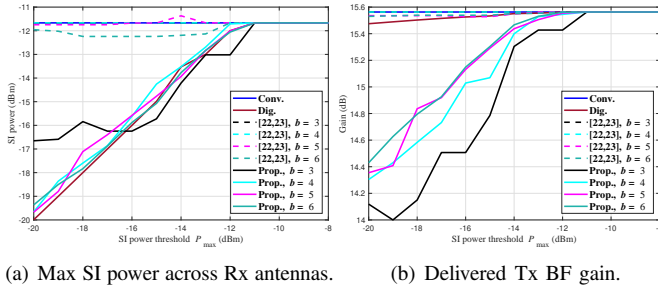 -11
-12
-13
-14
-15
-16
-17
-18
-19
-20
SI power (dBm)
-20 -18 -16 -14 -12 -10 -8
SI power threshold P_max (dBm)
Conv.
Dig.
[22,23], b = 3
[22,23], b = 4
[22,23], b = 5
[22,23], b = 6
Prop., b = 3
Prop., b = 4
Prop., b = 5
Prop., b = 6
(a) Max SI power across Rx antennas.
15.6
15.4
15.2
15
14.8
14.6
14.4
14.2
14
Gain (dB)
-20 -18 -16 -14 -12 -10 -8
SI power threshold P_max (dBm)
Conv.
Dig.
[22,23], b = 3
[22,23], b = 4
[22,23], b = 5
[22,23], b = 6
Prop., b = 3
Prop., b = 4
Prop., b = 5
Prop., b = 6
(b) Delivered Tx BF gain.